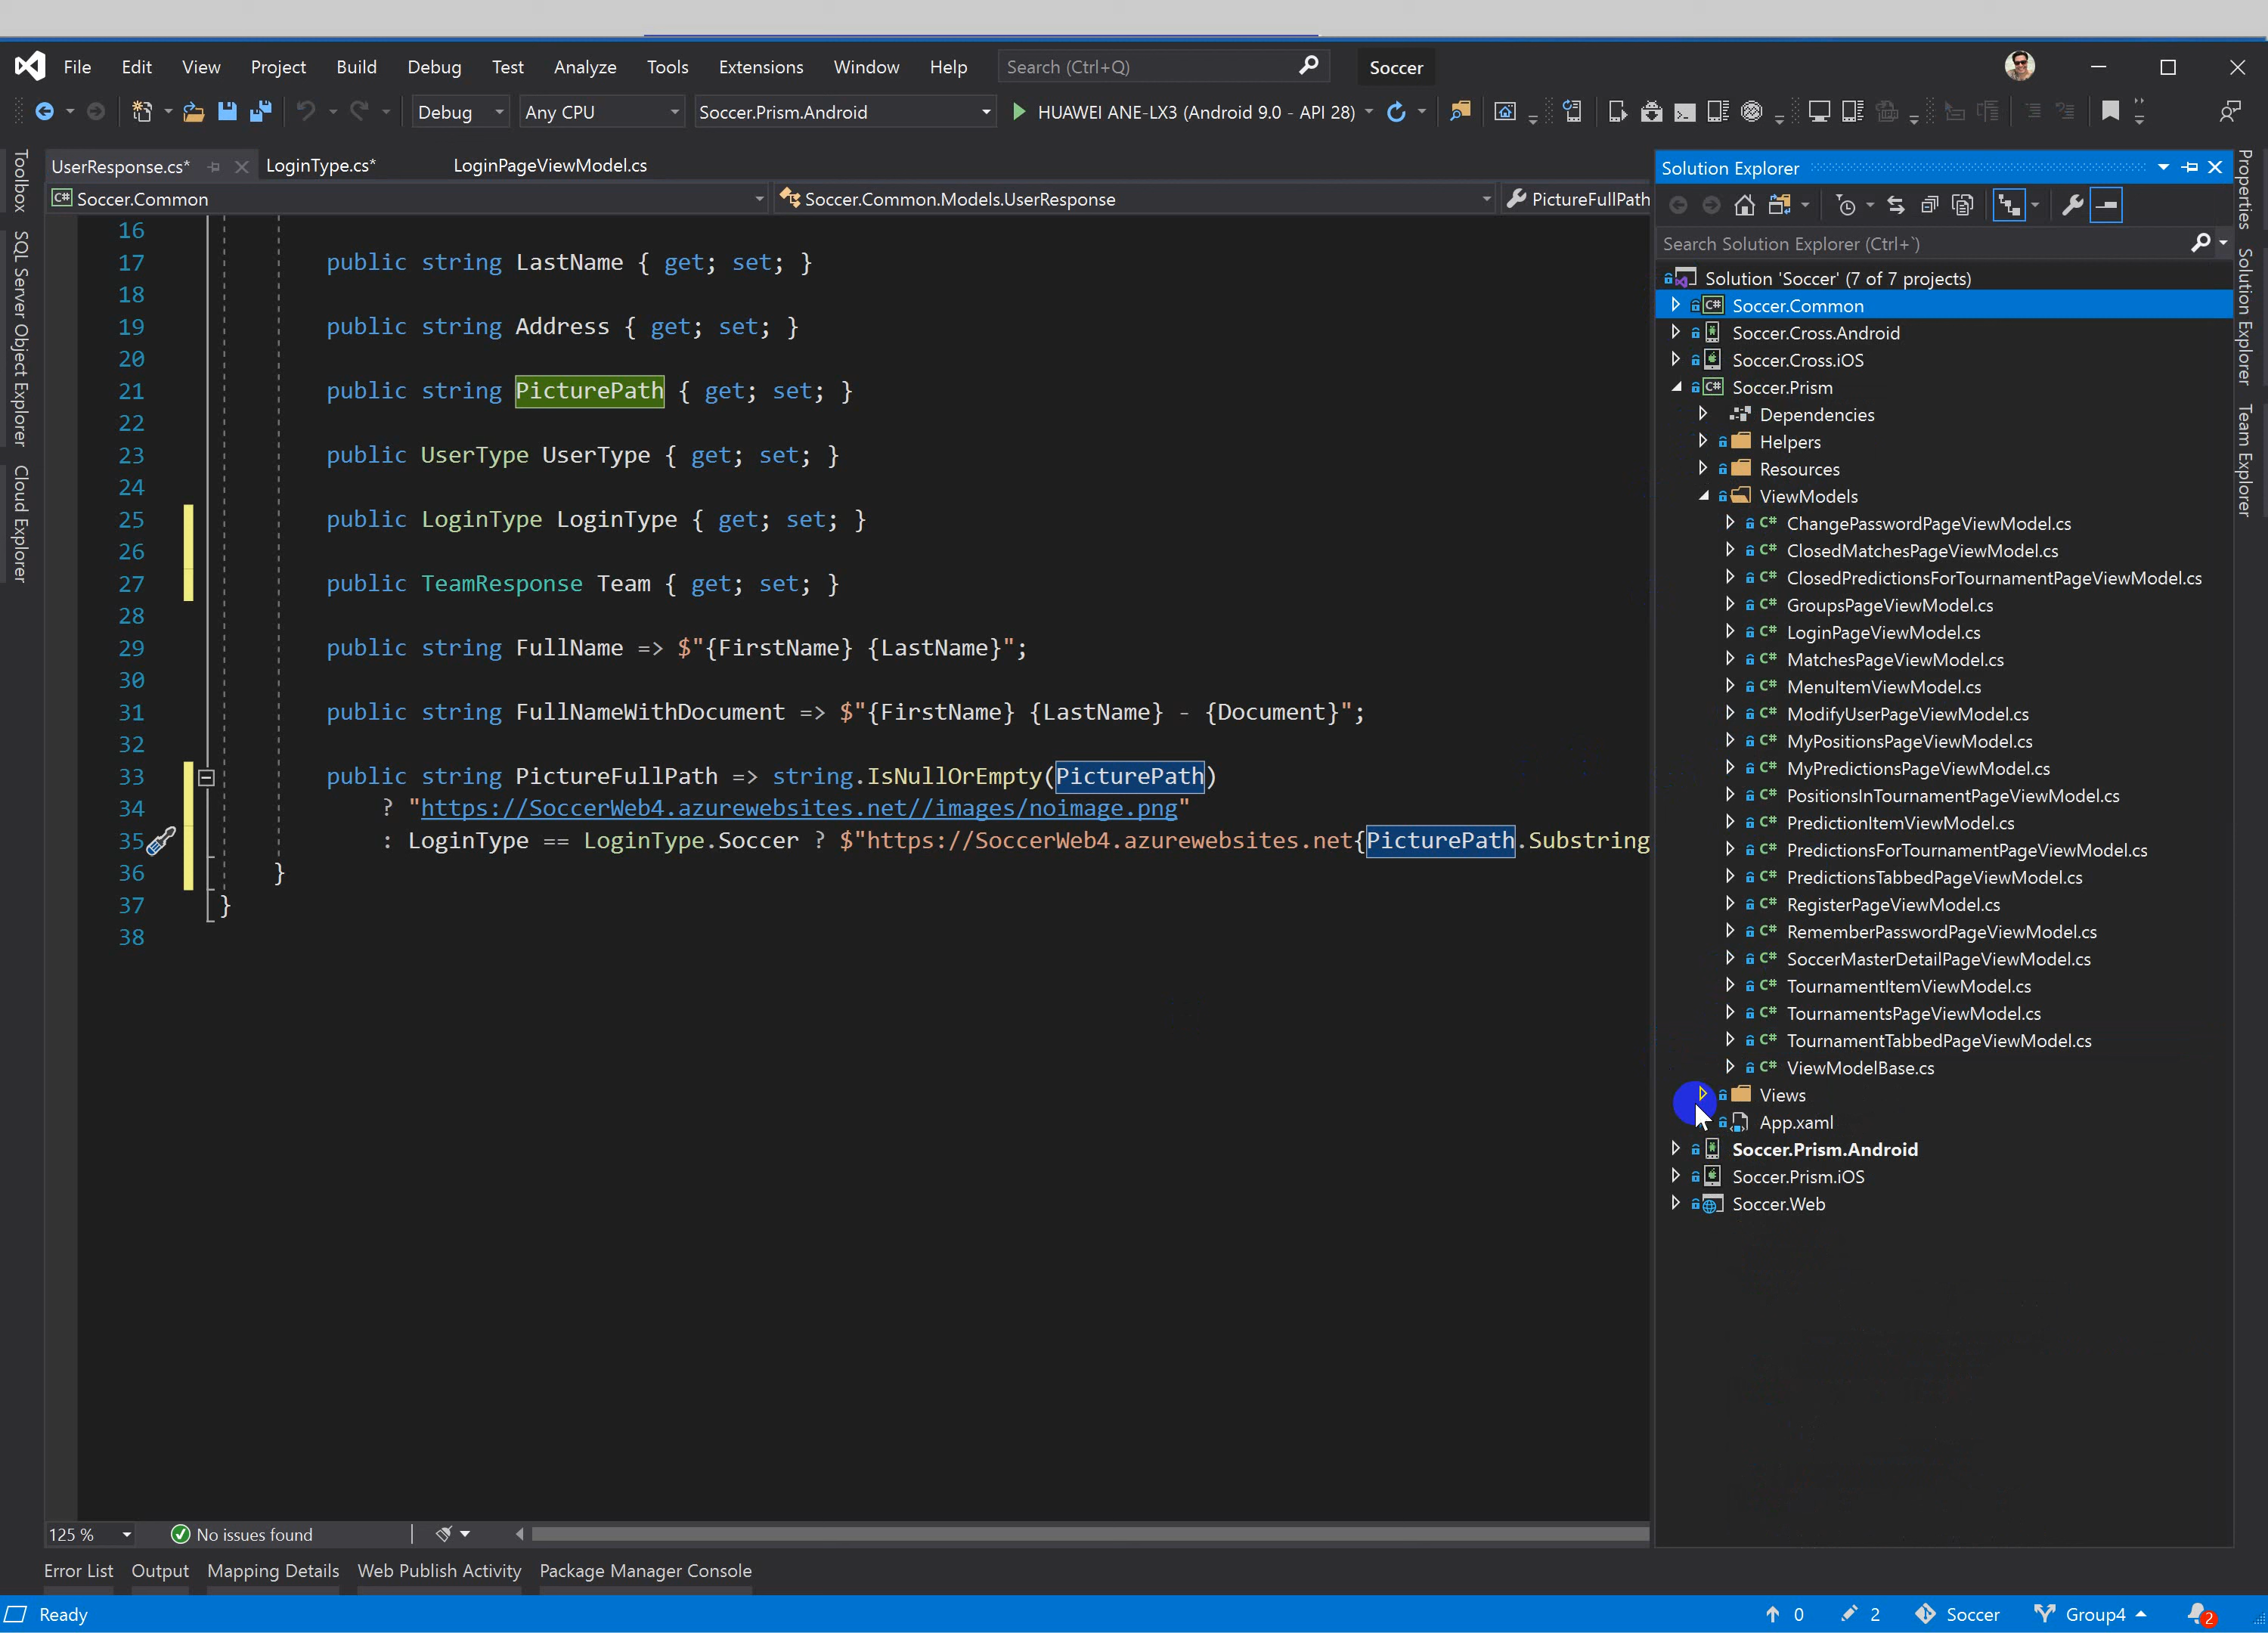 File Edit View Project Build Debug Test Analyze Tools Extensions Window Help Search (Ctrl+Q) Soccer
Debug Any CPU Soccer.Prism.Android HUAWEI ANE-LX3 (Android 9.0 - API 28)
Toolbox
SQL Server Object Explorer
Cloud Explorer
UserResponse.cs* LoginType.cs* LoginPageViewModel.cs
C# Soccer.Common Soccer.Common.Models.UserResponse PictureFullPath
16
17 public string LastName { get; set; }
18
19 public string Address { get; set; }
20
21 public string PicturePath { get; set; }
22
23 public UserType UserType { get; set; }
24
25 public LoginType LoginType { get; set; }
26
27 public TeamResponse Team { get; set; }
28
29 public string FullName => $"{FirstName} {LastName}";
30
31 public string FullNameWithDocument => $"{FirstName} {LastName} - {Document}";
32
33 public string PictureFullPath => string.IsNullOrEmpty(PicturePath)
34 ? "https://SoccerWeb4.azurewebsites.net//images/noimage.png"
35 : LoginType == LoginType.Soccer ? $"https://SoccerWeb4.azurewebsites.net{PicturePath.Substring
36 }
37 }
38
125 % No issues found
Solution Explorer
Search Solution Explorer (Ctrl+`)
Solution 'Soccer' (7 of 7 projects)
C# Soccer.Common
Soccer.Cross.Android
Soccer.Cross.iOS
C# Soccer.Prism
Dependencies
Helpers
Resources
ViewModels
C# ChangePasswordPageViewModel.cs
C# ClosedMatchesPageViewModel.cs
C# ClosedPredictionsForTournamentPageViewModel.cs
C# GroupsPageViewModel.cs
C# LoginPageViewModel.cs
C# MatchesPageViewModel.cs
C# MenuItemViewModel.cs
C# ModifyUserPageViewModel.cs
C# MyPositionsPageViewModel.cs
C# MyPredictionsPageViewModel.cs
C# PositionsInTournamentPageViewModel.cs
C# PredictionItemViewModel.cs
C# PredictionsForTournamentPageViewModel.cs
C# PredictionsTabbedPageViewModel.cs
C# RegisterPageViewModel.cs
C# RememberPasswordPageViewModel.cs
C# SoccerMasterDetailPageViewModel.cs
C# TournamentItemViewModel.cs
C# TournamentsPageViewModel.cs
C# TournamentTabbedPageViewModel.cs
C# ViewModelBase.cs
Views
App.xaml
Soccer.Prism.Android
Soccer.Prism.iOS
Soccer.Web
Properties
Solution Explorer
Team Explorer
Error List Output Mapping Details Web Publish Activity Package Manager Console
Ready 0 2 Soccer Group4 2